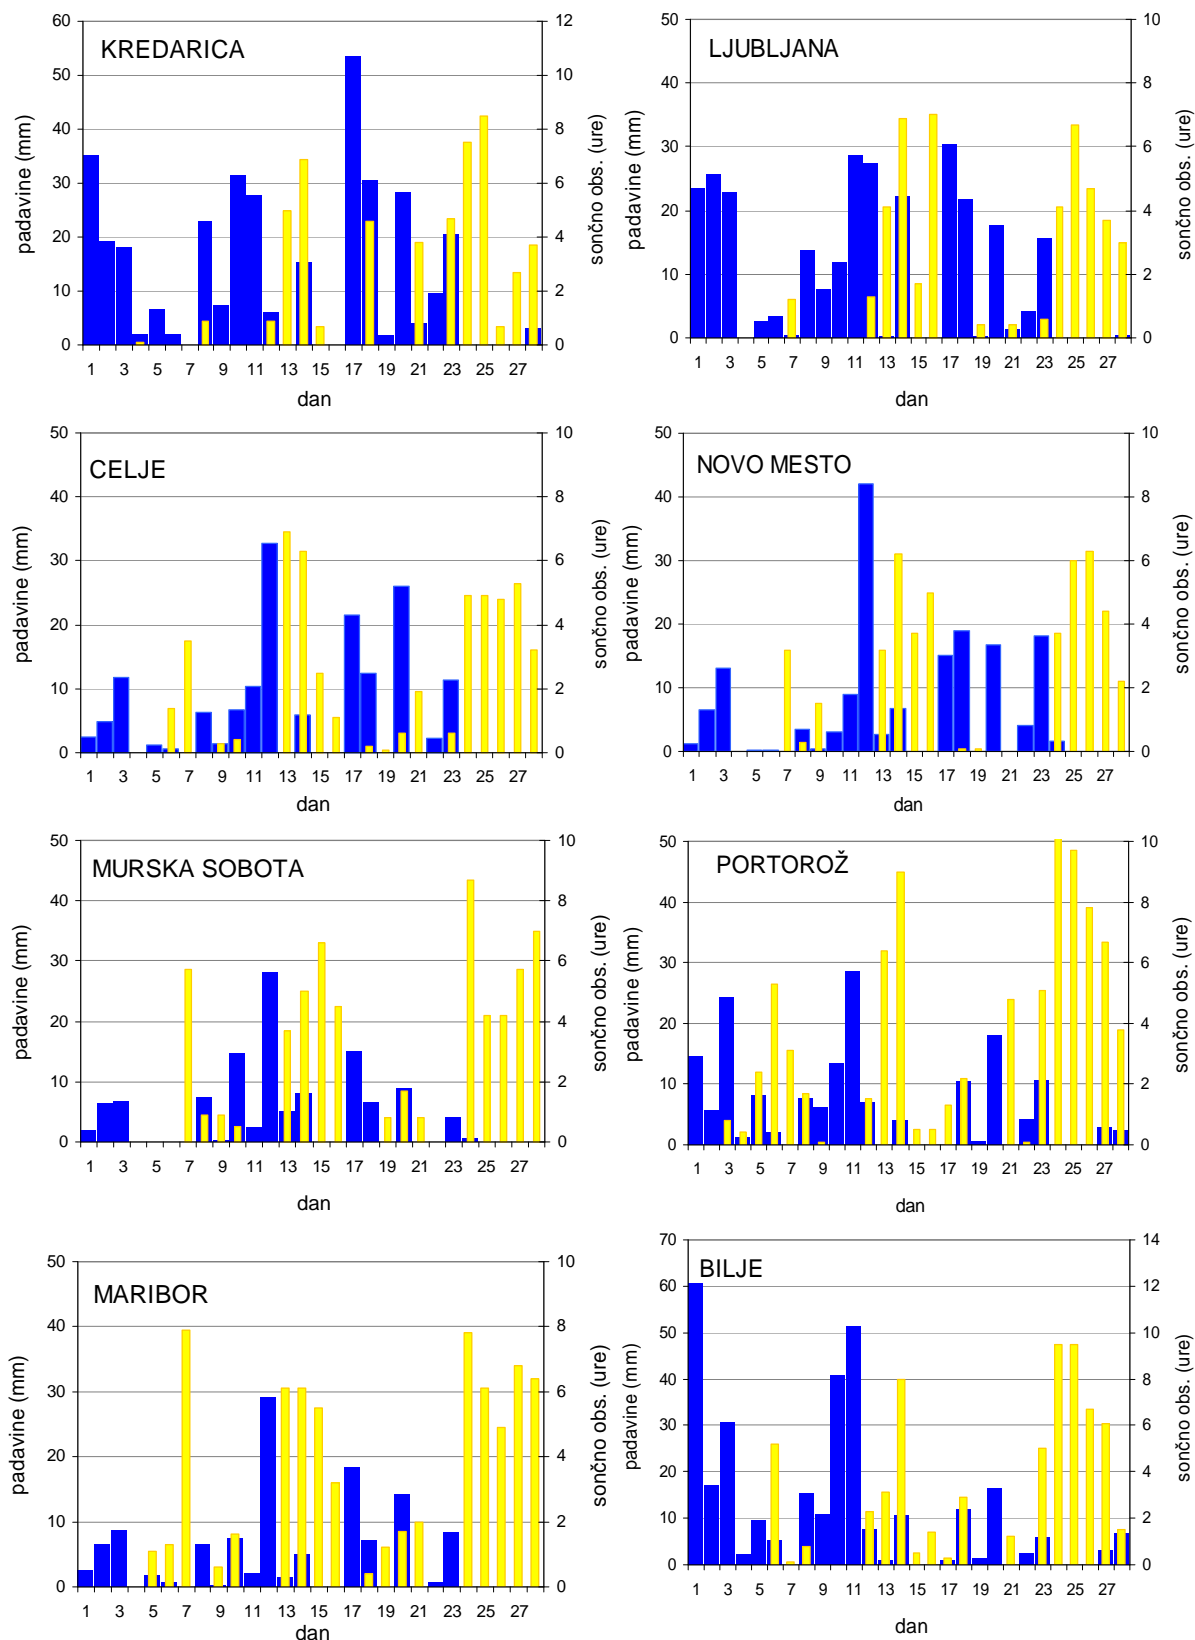 KREDARICA
60
50
40
30
20
10
0
12
10
8
6
4
2
0
padavine (mm)
sončno obs. (ure)
1 3 5 7 9 11 13 15 17 19 21 23 25 27
dan
LJUBLJANA
50
40
30
20
10
0
10
8
6
4
2
0
padavine (mm)
sončno obs. (ure)
1 3 5 7 9 11 13 15 17 19 21 23 25 27
dan
CELJE
50
40
30
20
10
0
10
8
6
4
2
0
padavine (mm)
sončno obs. (ure)
1 3 5 7 9 11 13 15 17 19 21 23 25 27
dan
NOVO MESTO
50
40
30
20
10
0
10
8
6
4
2
0
padavine (mm)
sončno obs. (ure)
1 3 5 7 9 11 13 15 17 19 21 23 25 27
dan
MURSKA SOBOTA
50
40
30
20
10
0
10
8
6
4
2
0
padavine (mm)
sončno obs. (ure)
1 3 5 7 9 11 13 15 17 19 21 23 25 27
dan
PORTOROŽ
50
40
30
20
10
0
10
8
6
4
2
0
padavine (mm)
sončno obs. (ure)
1 3 5 7 9 11 13 15 17 19 21 23 25 27
dan
MARIBOR
50
40
30
20
10
0
10
8
6
4
2
0
padavine (mm)
sončno obs. (ure)
1 3 5 7 9 11 13 15 17 19 21 23 25 27
dan
BILJE
70
60
50
40
30
20
10
0
14
12
10
8
6
4
2
0
padavine (mm)
sončno obs. (ure)
1 3 5 7 9 11 13 15 17 19 21 23 25 27
dan